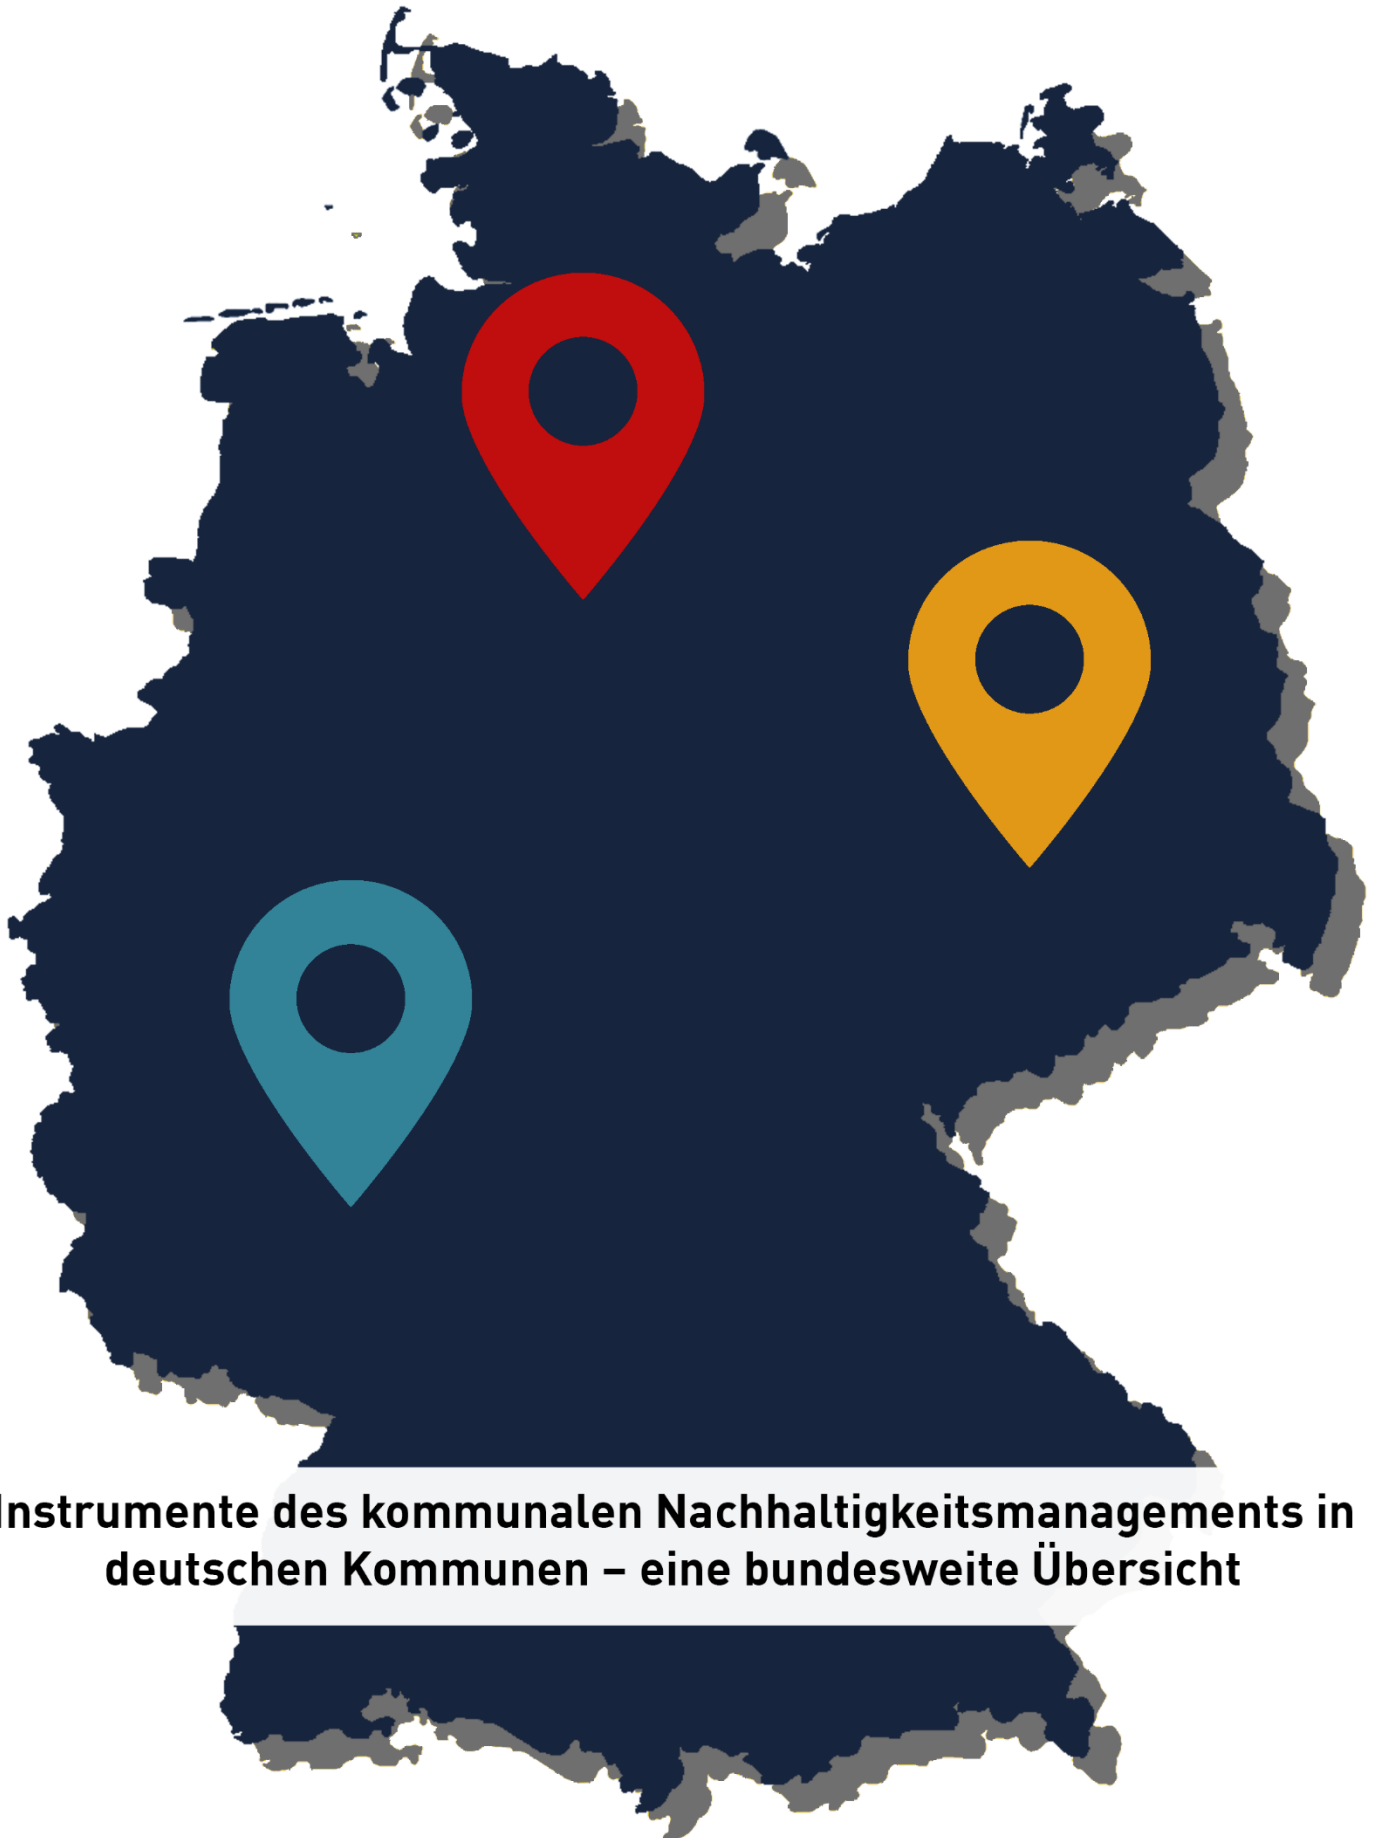 Instrumente des kommunalen Nachhaltigkeitsmanagements in
deutschen Kommunen – eine bundesweite Übersicht